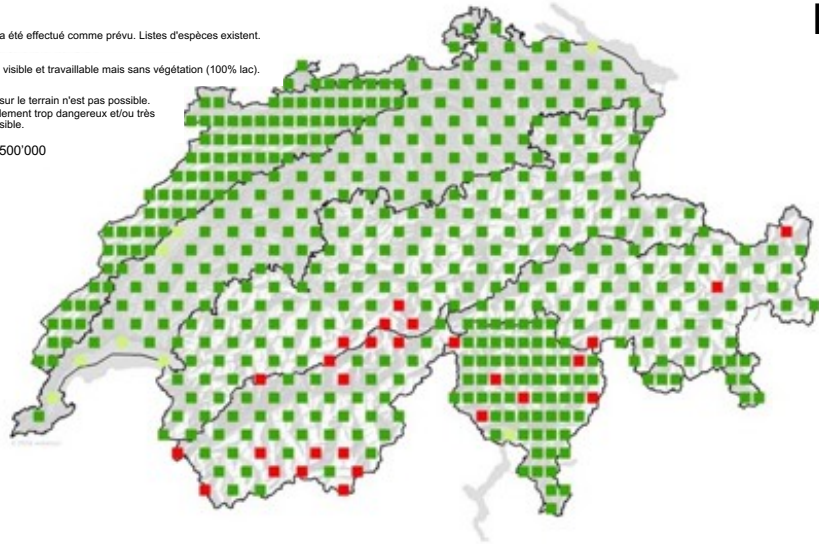 a été effectué comme prévu. Listes d'espèces existent.
visible et travaillable mais sans végétation (100% lac).
sur le terrain n'est pas possible.
lement trop dangereux et/ou très
sible.
500'000